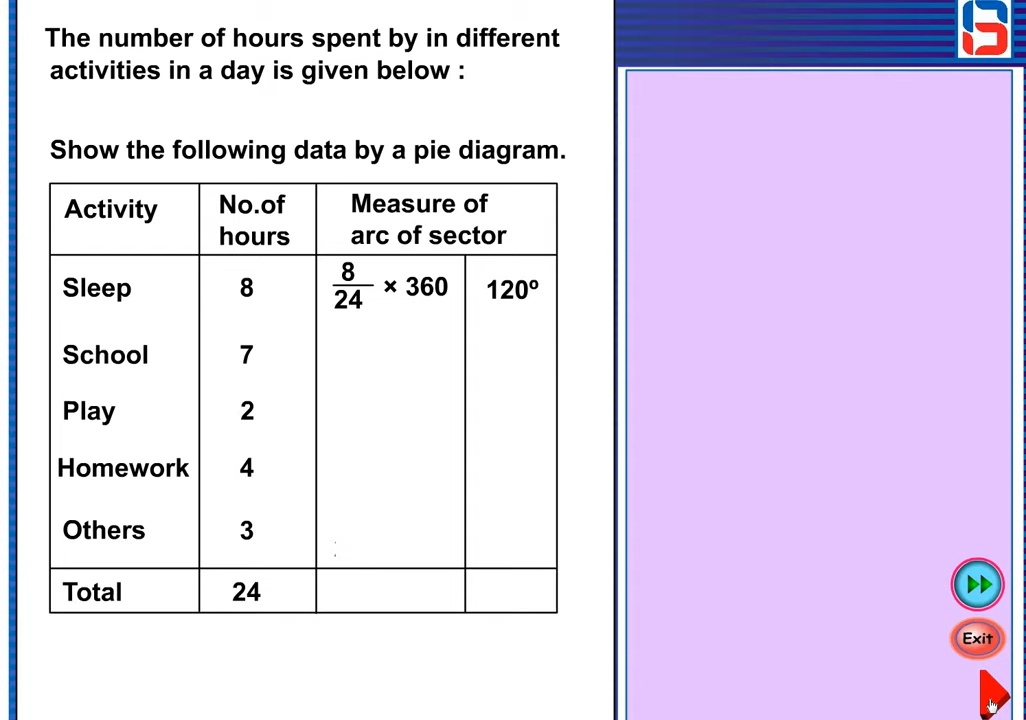 The number of hours spent by in different
activities in a day is given below :
Show the following data by a pie diagram.
Activity No.of hours Measure of arc of sector
Sleep 8 8/24 × 360 120º
School 7
Play 2
Homework 4
Others 3
Total 24
Exit